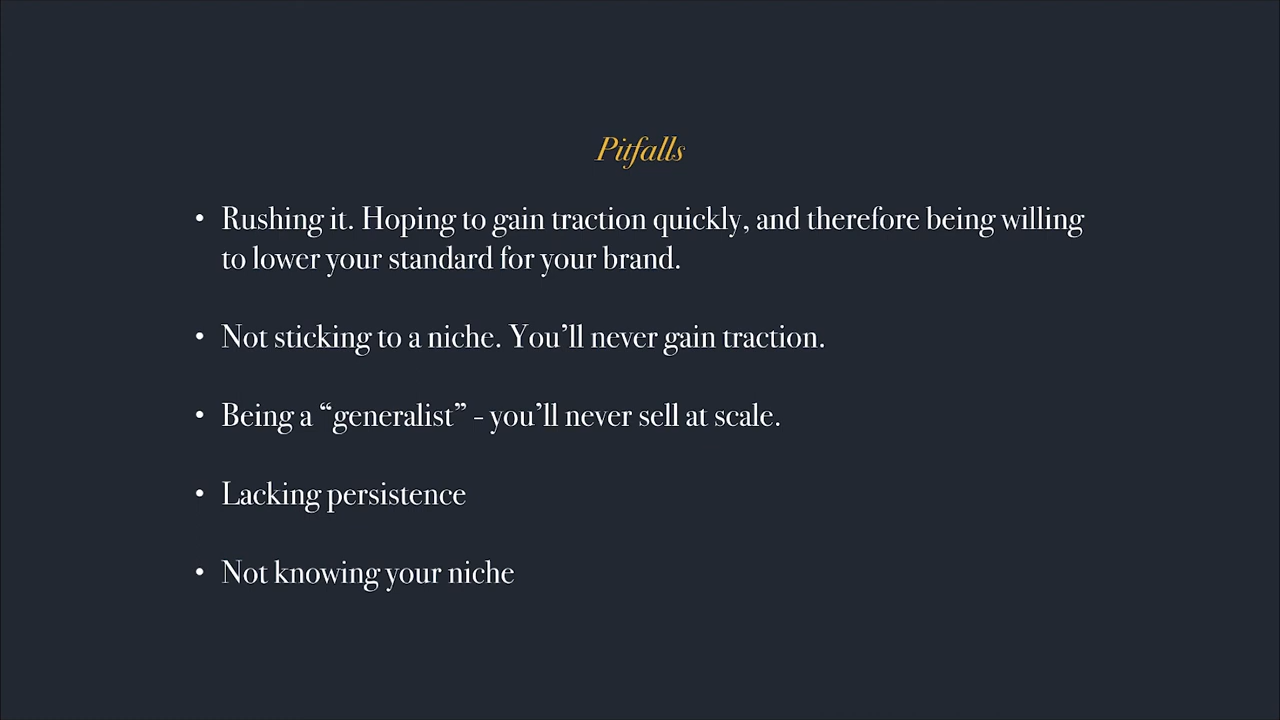 Pitfalls
• Rushing it. Hoping to gain traction quickly, and therefore being willing
to lower your standard for your brand.
• Not sticking to a niche. You’ll never gain traction.
• Being a “generalist” - you’ll never sell at scale.
• Lacking persistence
• Not knowing your niche